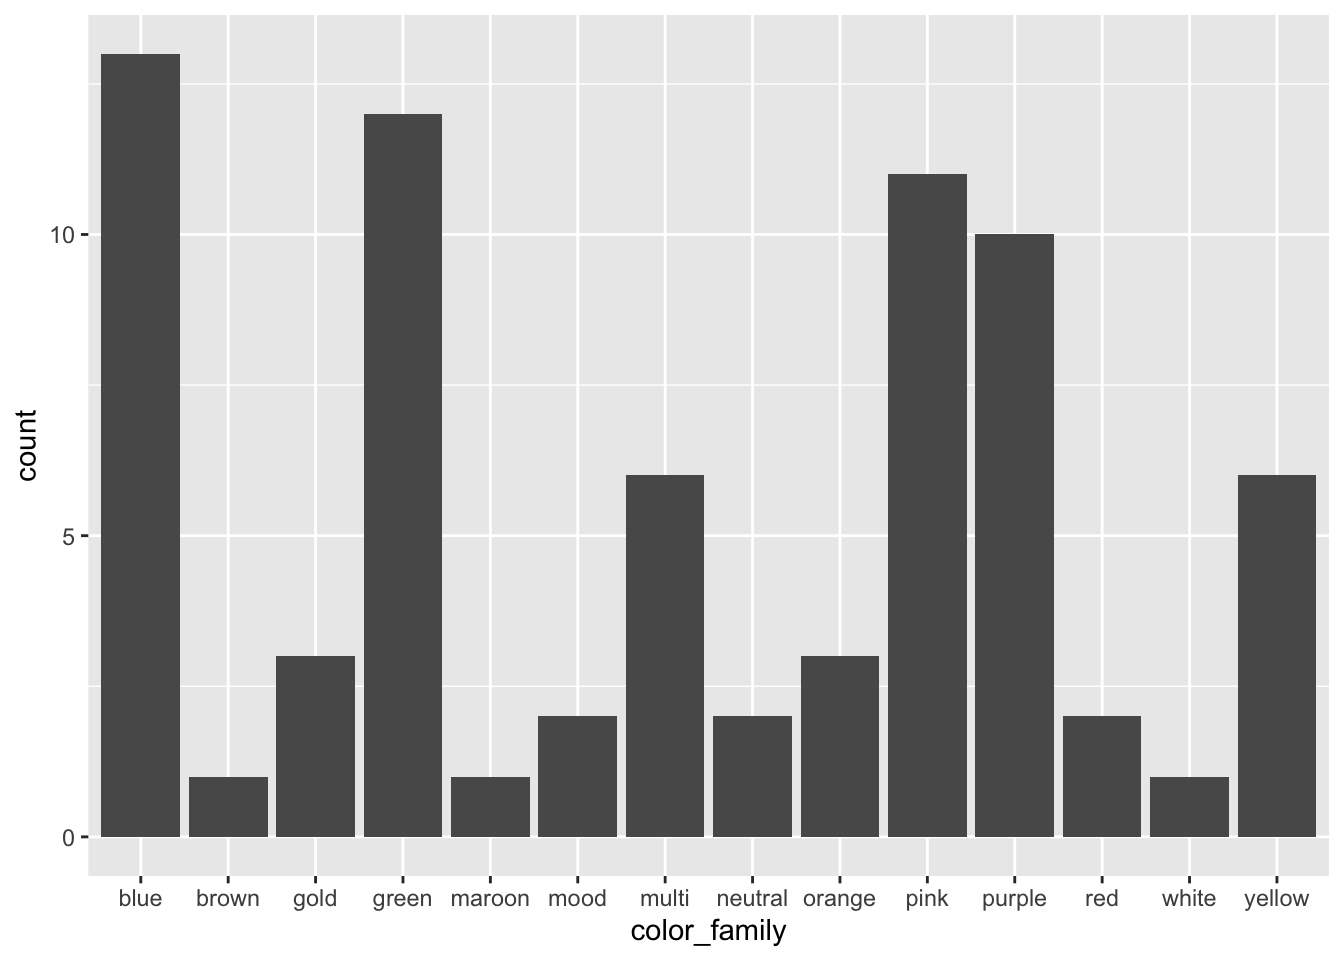 count
10
5
0
blue brown gold green maroon mood multi neutral orange pink purple red white yellow
color_family